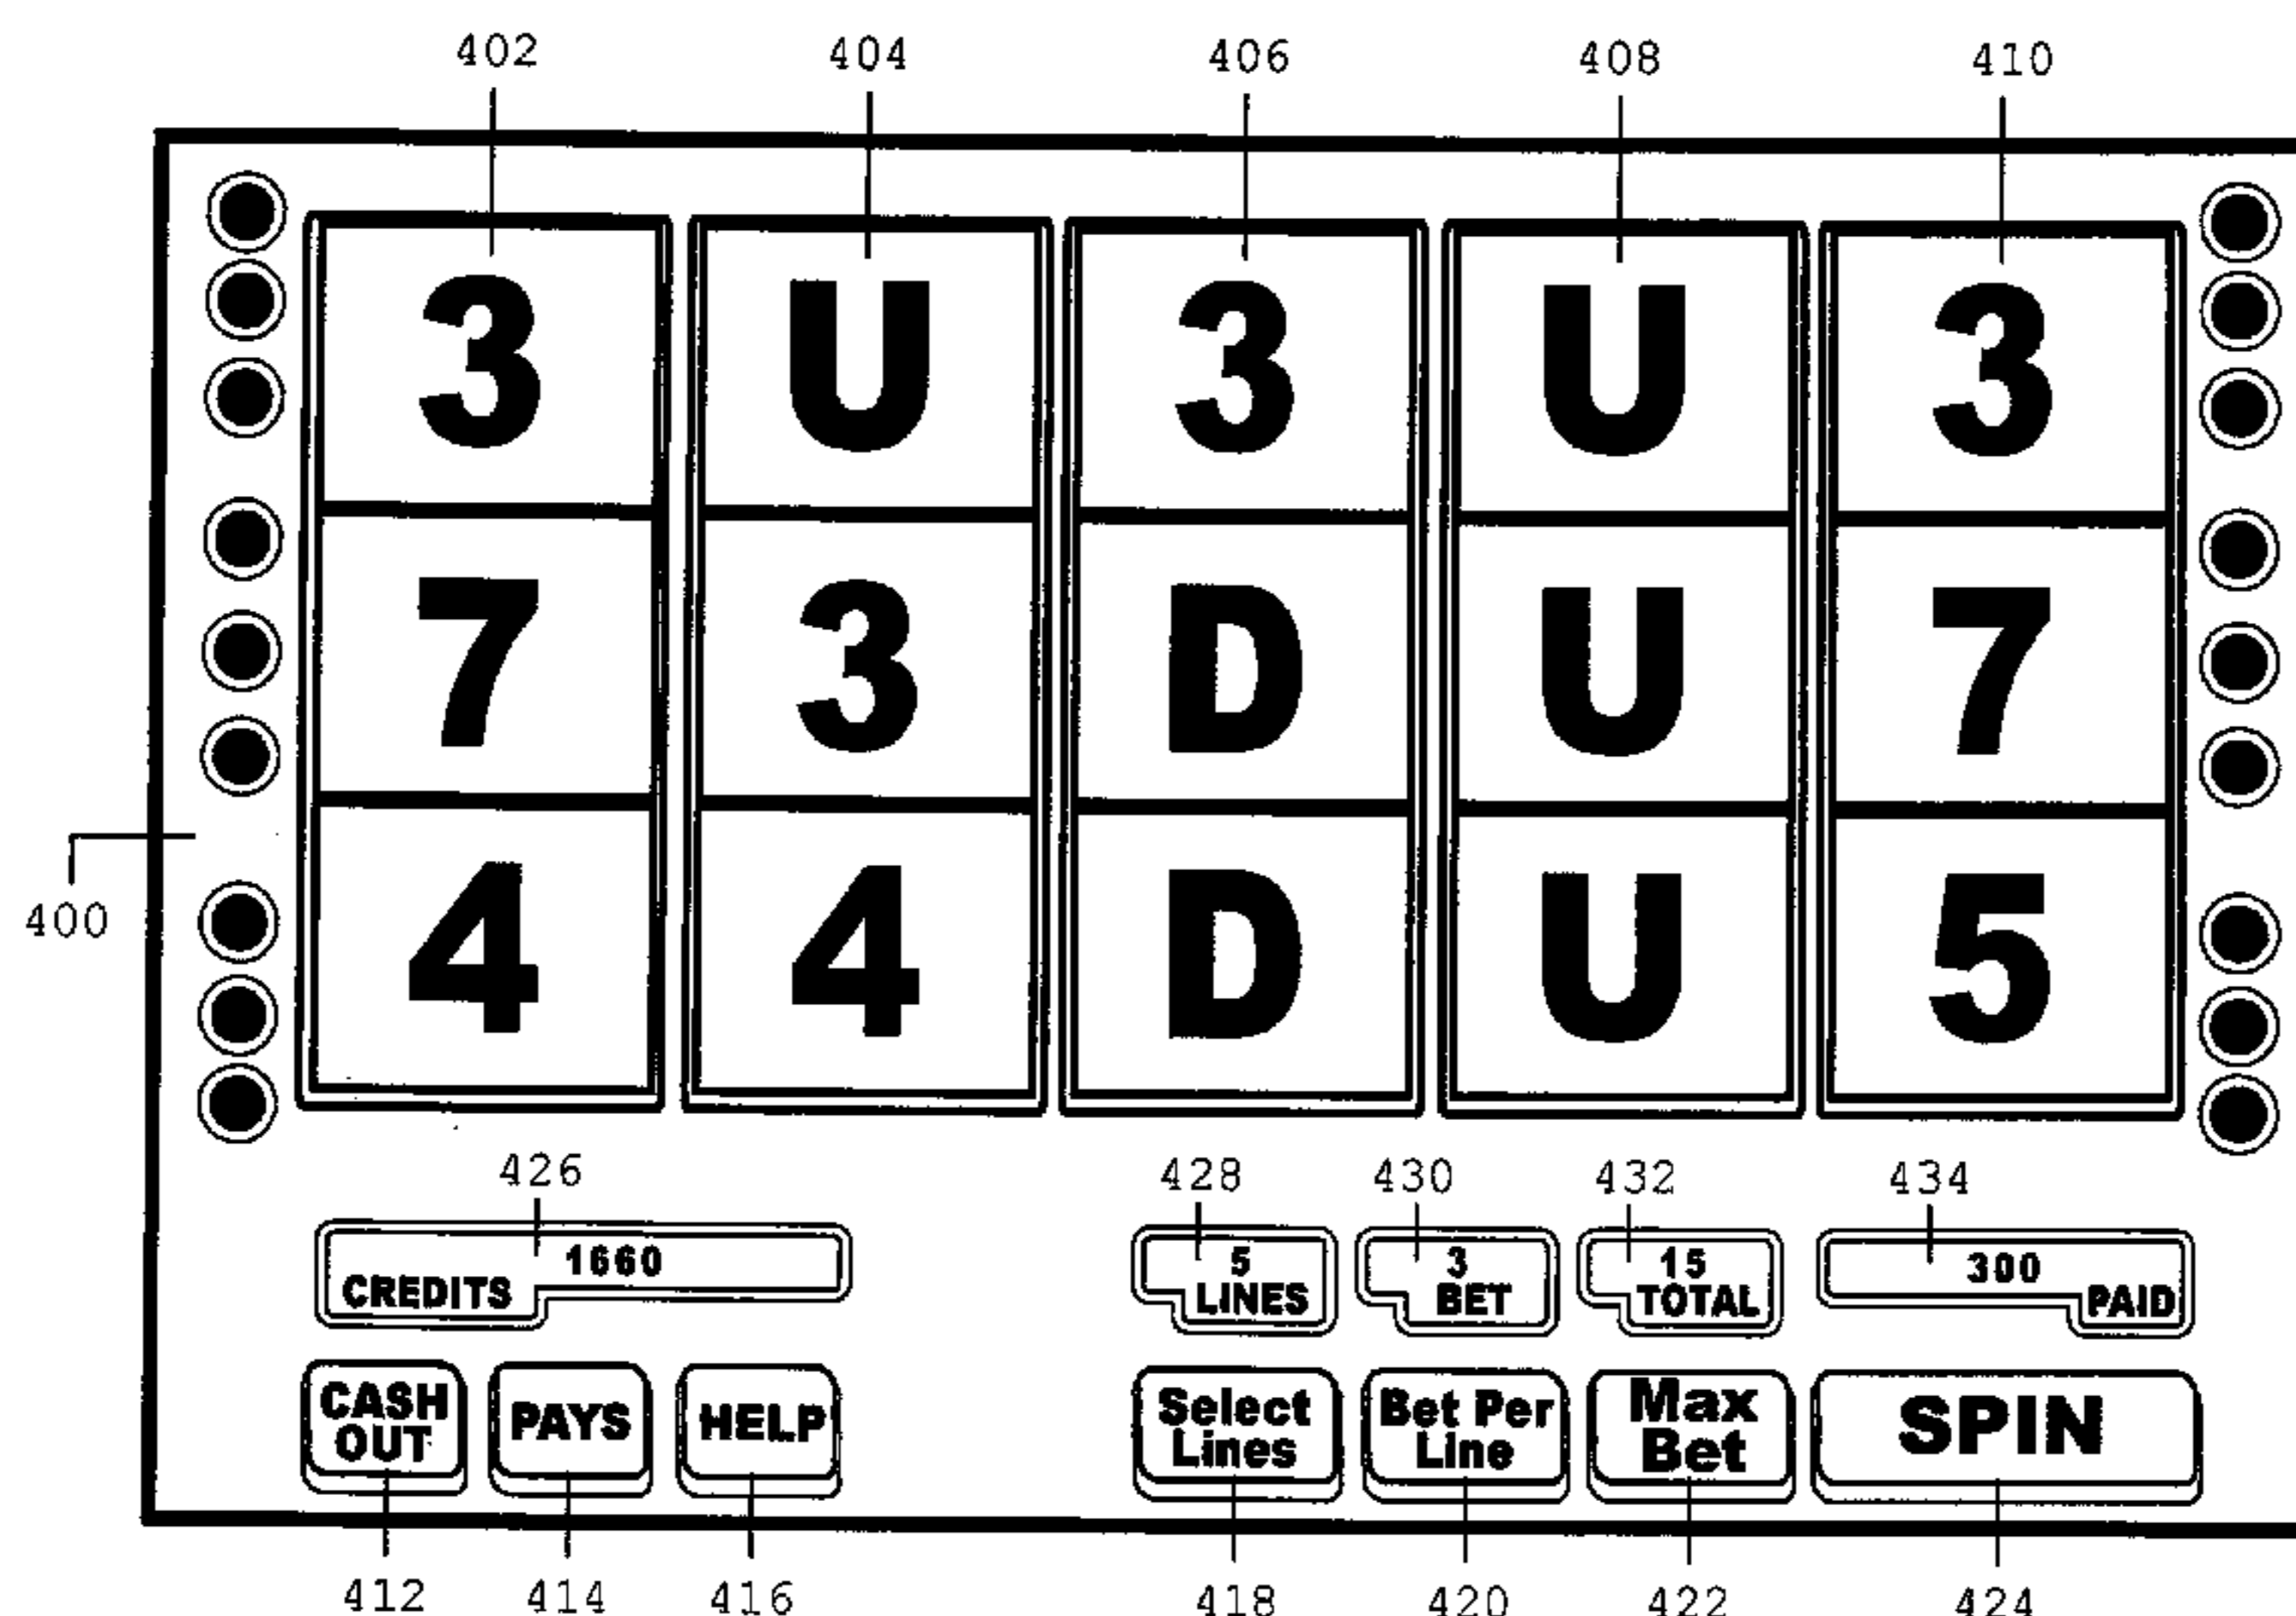 402 404 406 408 410
3 U 3 U 3
7 3 D U 7
4 4 D U 5
400
426 428 430 432 434
1660 5 3 15 300
CREDITS LINES BET TOTAL PAID
CASH OUT PAYS HELP Select Lines Bet Per Line Max Bet SPIN
412 414 416 418 420 422 424